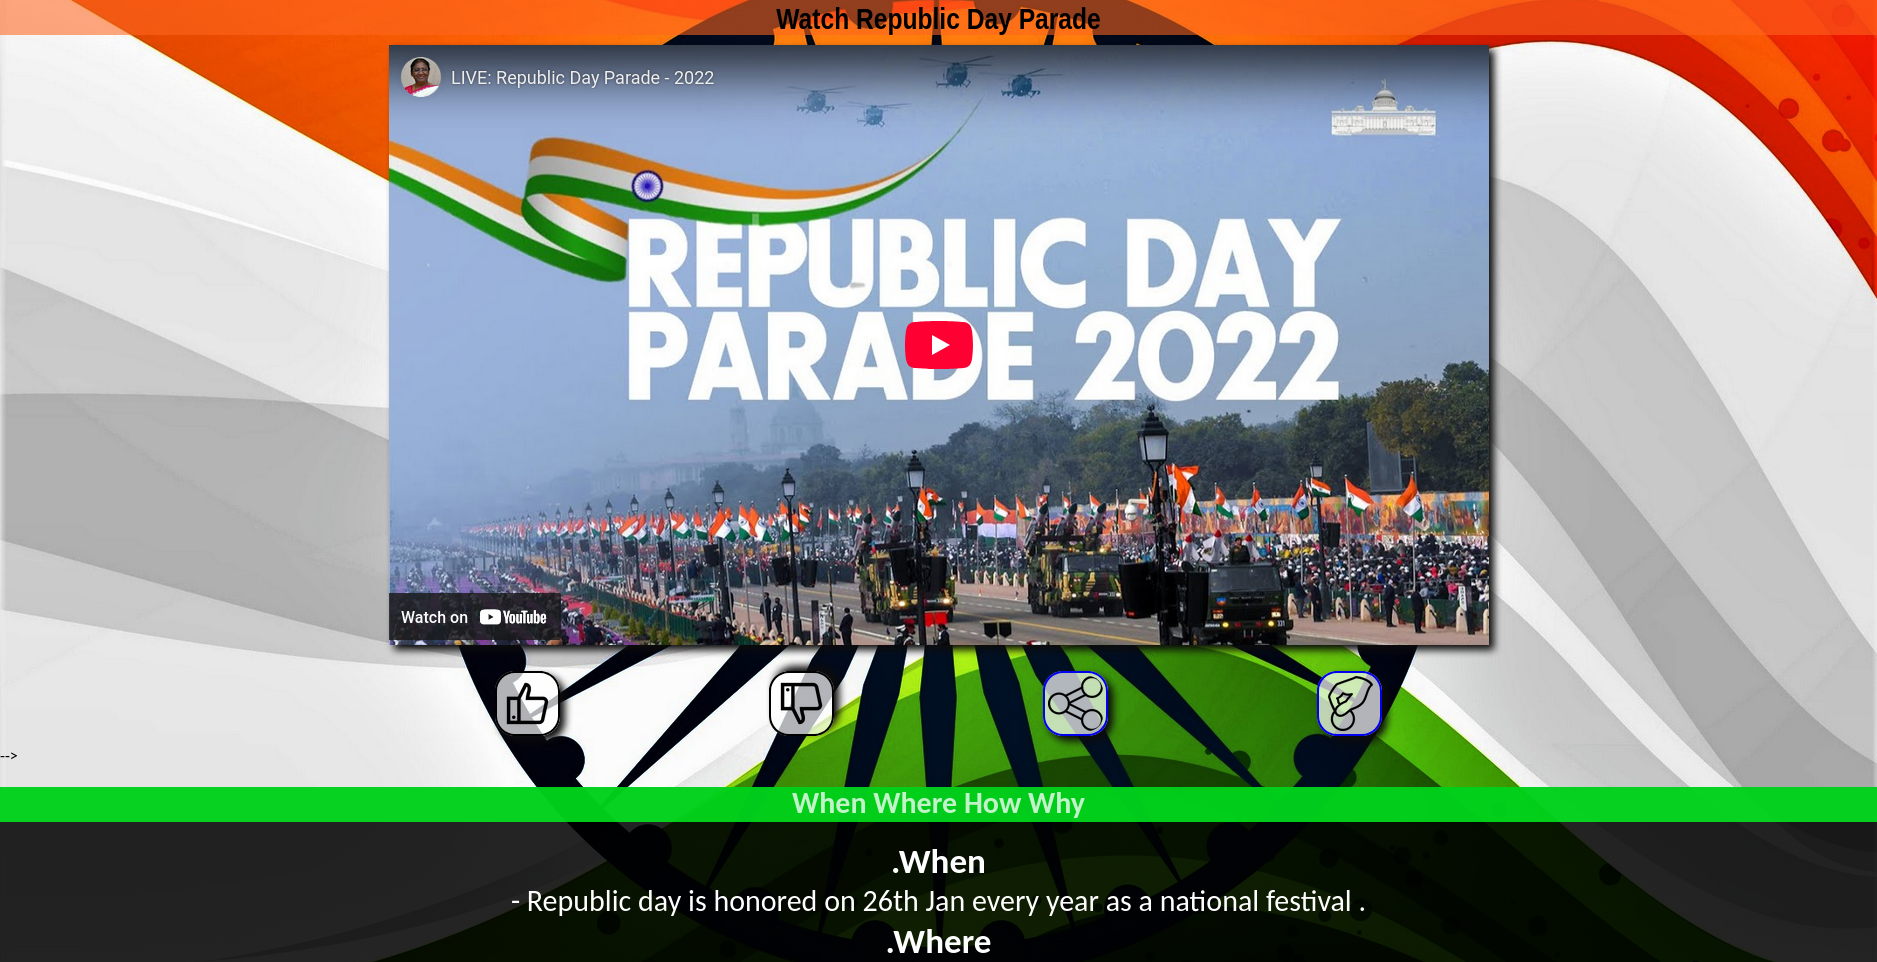 Watch Republic Day Parade
LIVE: Republic Day Parade - 2022
REPUBLIC DAY
PARADE 2022
Watch on YouTube
-->
When Where How Why
.When
- Republic day is honored on 26th Jan every year as a national festival .
.Where